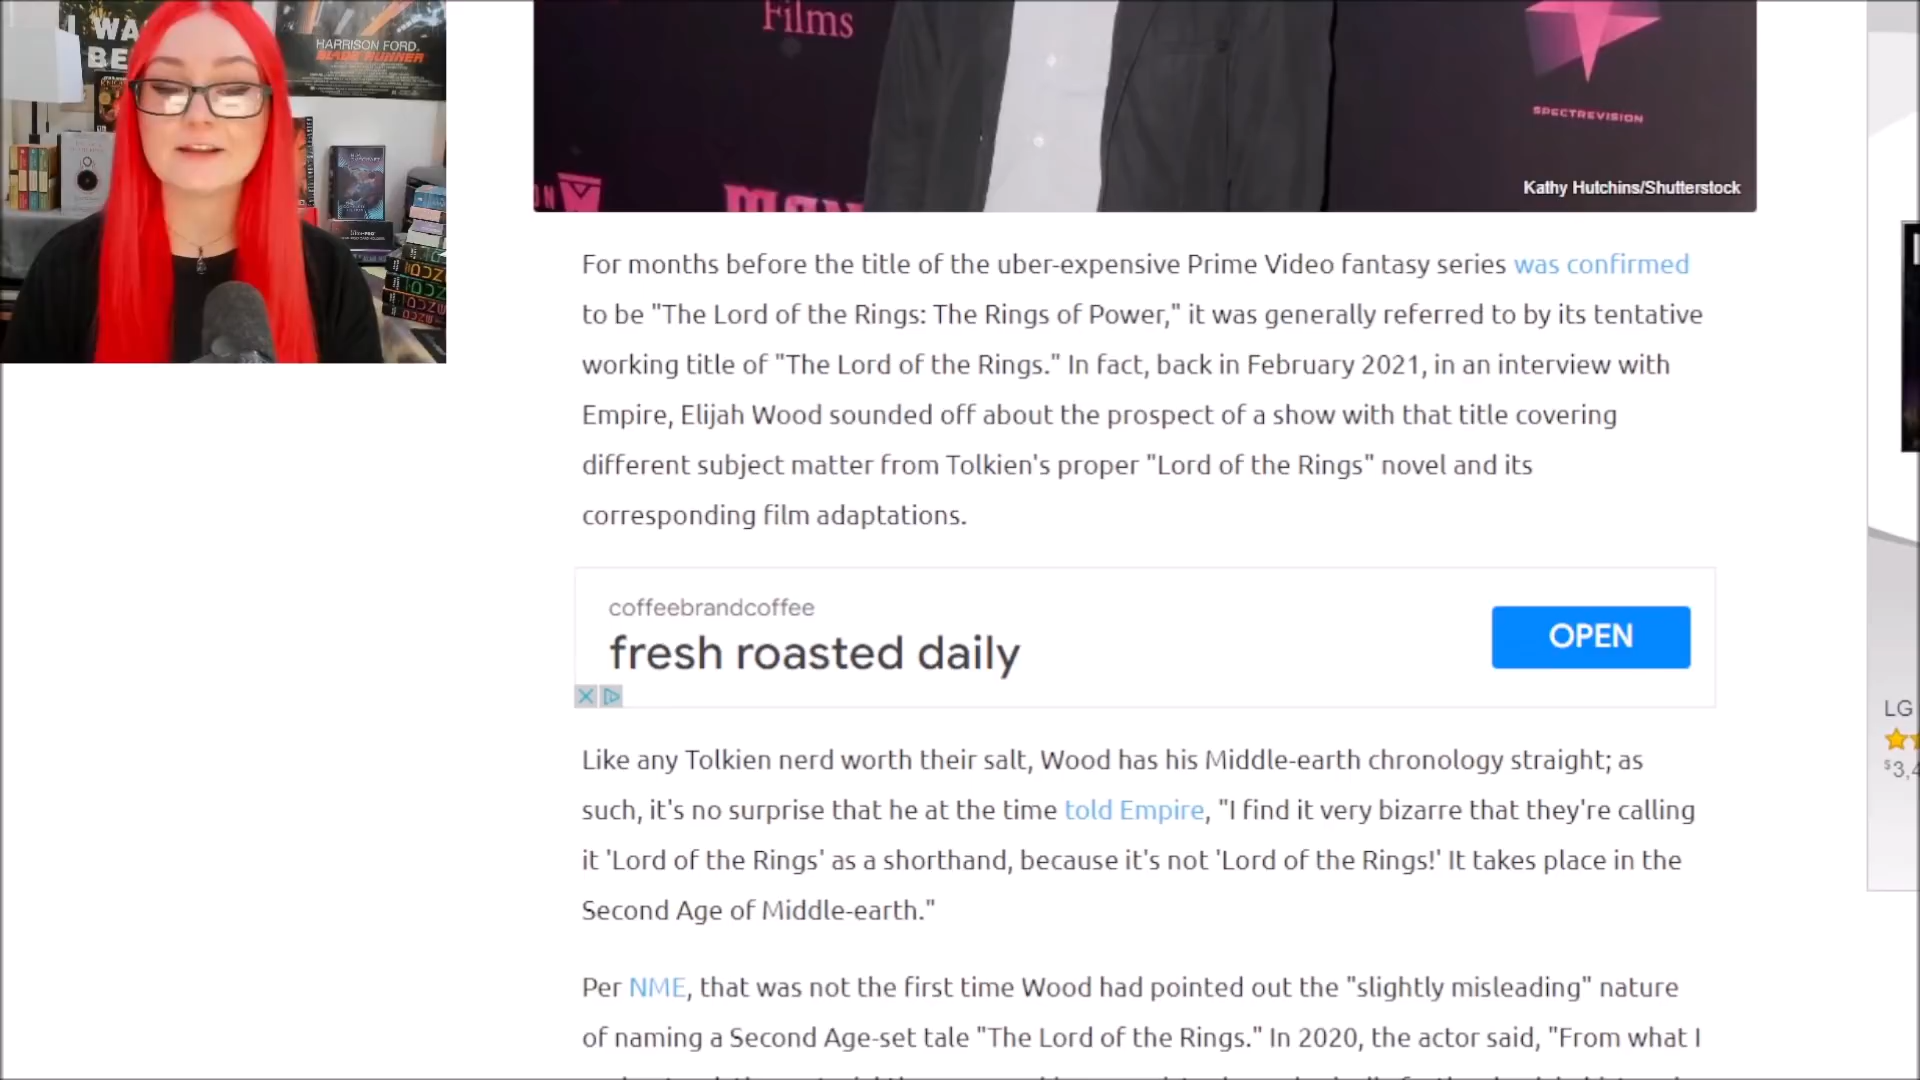 I WA
BE
HARRISON FORD.
BLADE RUNNER
Films
SPECTREVISION
Kathy Hutchins/Shutterstock
For months before the title of the uber-expensive Prime Video fantasy series was confirmed
to be "The Lord of the Rings: The Rings of Power," it was generally referred to by its tentative
working title of "The Lord of the Rings." In fact, back in February 2021, in an interview with
Empire, Elijah Wood sounded off about the prospect of a show with that title covering
different subject matter from Tolkien's proper "Lord of the Rings" novel and its
corresponding film adaptations.
coffeebrandcoffee
fresh roasted daily
OPEN
LG
$3,4
Like any Tolkien nerd worth their salt, Wood has his Middle-earth chronology straight; as
such, it's no surprise that he at the time told Empire, "I find it very bizarre that they're calling
it 'Lord of the Rings' as a shorthand, because it's not 'Lord of the Rings!' It takes place in the
Second Age of Middle-earth."
Per NME, that was not the first time Wood had pointed out the "slightly misleading" nature
of naming a Second Age-set tale "The Lord of the Rings." In 2020, the actor said, "From what I